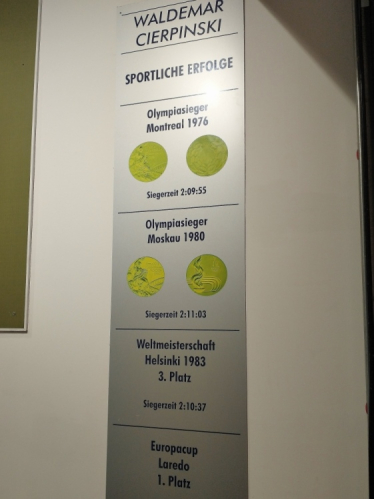 WALDEMAR
CIERPINSKI
SPORTLICHE ERFOLGE
Olympiasieger
Montreal 1976
Siegerzeit 2:09:55
Olympiasieger
Moskau 1980
Siegerzeit 2:11:03
Weltmeisterschaft
Helsinki 1983
3. Platz
Siegerzeit 2:10:37
Europacup
Laredo
1. Platz